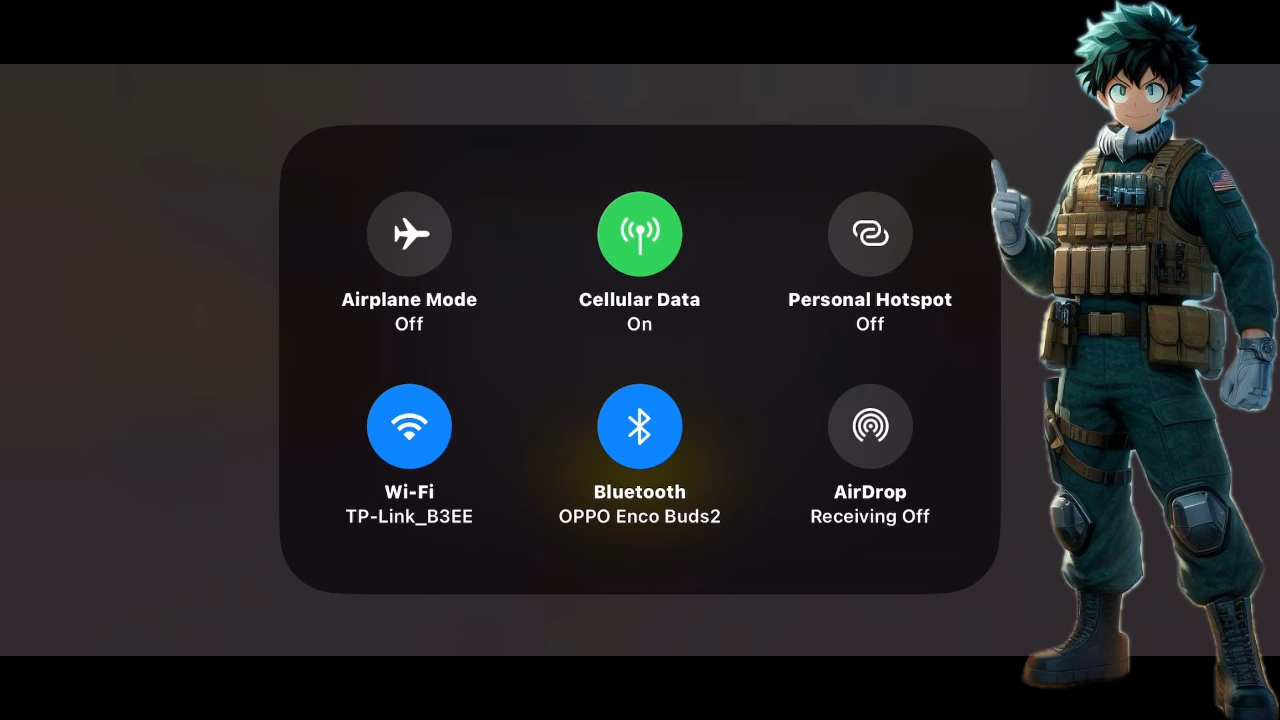 Airplane Mode
Off
Cellular Data
On
Personal Hotspot
Off
Wi-Fi
TP-Link_B3EE
Bluetooth
OPPO Enco Buds2
AirDrop
Receiving Off